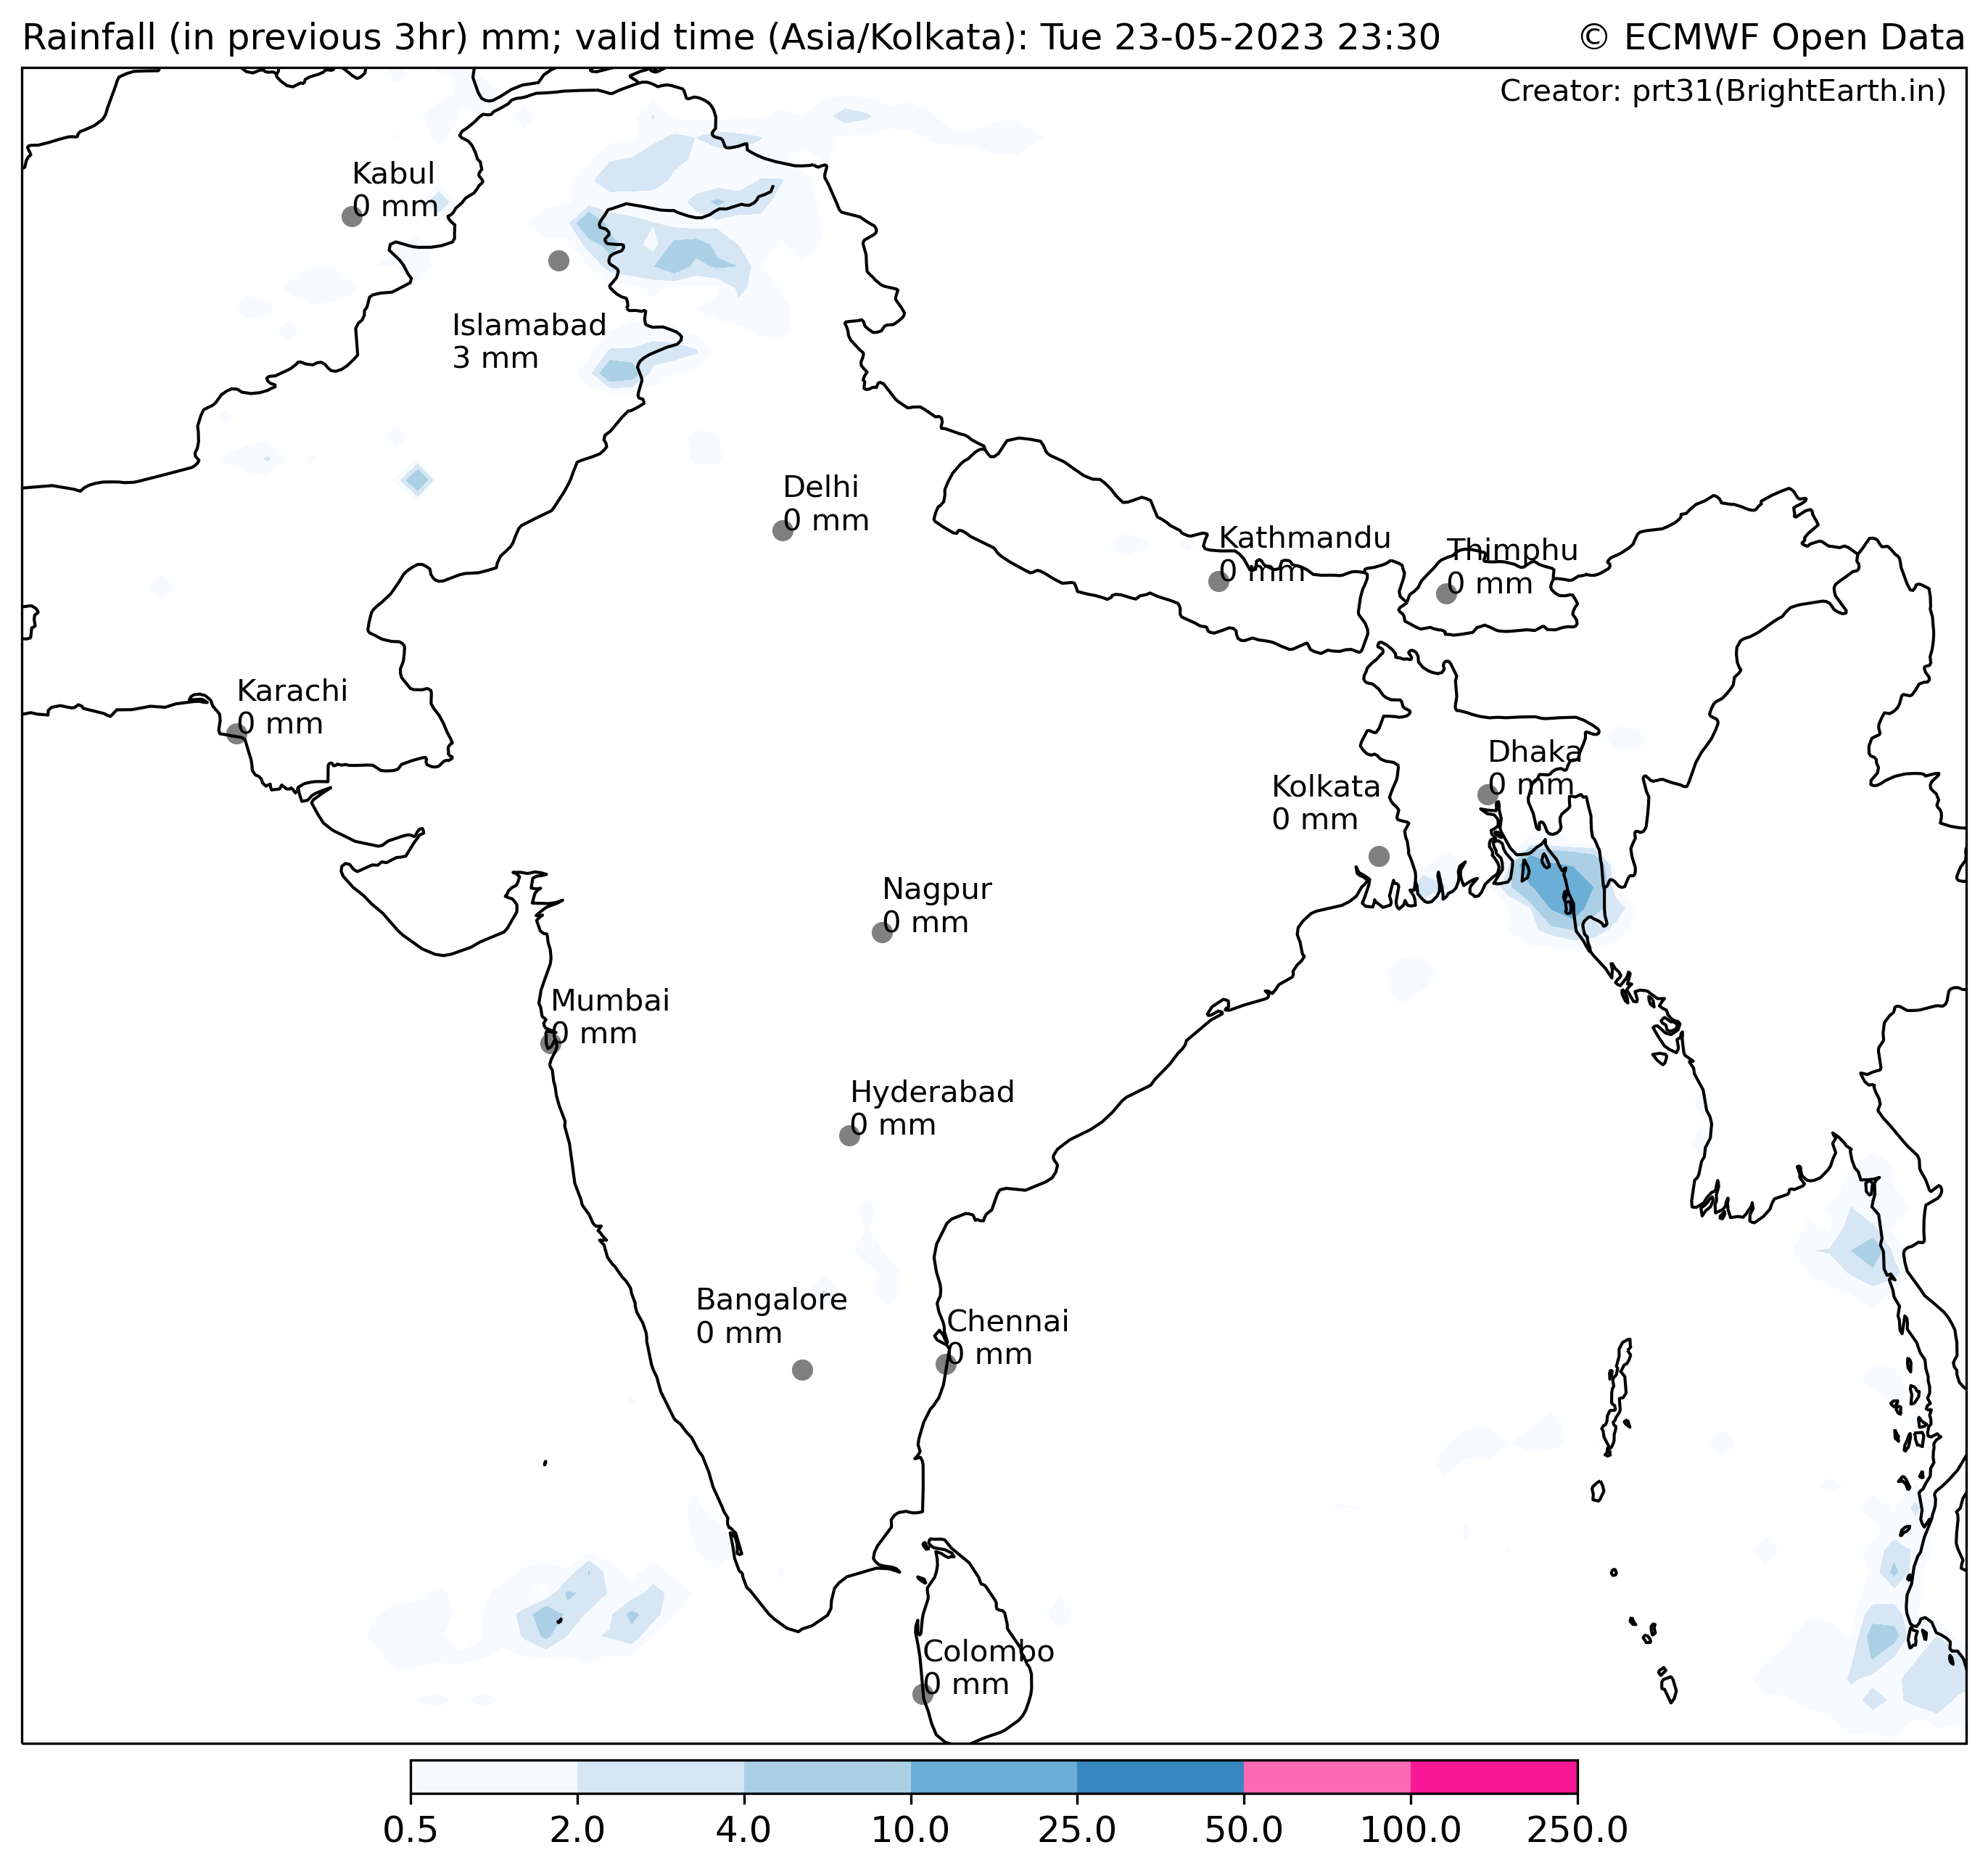 Rainfall (in previous 3hr) mm; valid time (Asia/Kolkata): Tue 23-05-2023 23:30
© ECMWF Open Data
Creator: prt31(BrightEarth.in)
Kabul
0 mm
Islamabad
3 mm
Delhi
0 mm
Kathmandu
0 mm
Thimphu
0 mm
Karachi
0 mm
Dhaka
0 mm
Kolkata
0 mm
Nagpur
0 mm
Mumbai
0 mm
Hyderabad
0 mm
Bangalore
0 mm
Chennai
0 mm
Colombo
0 mm
0.5 2.0 4.0 10.0 25.0 50.0 100.0 250.0